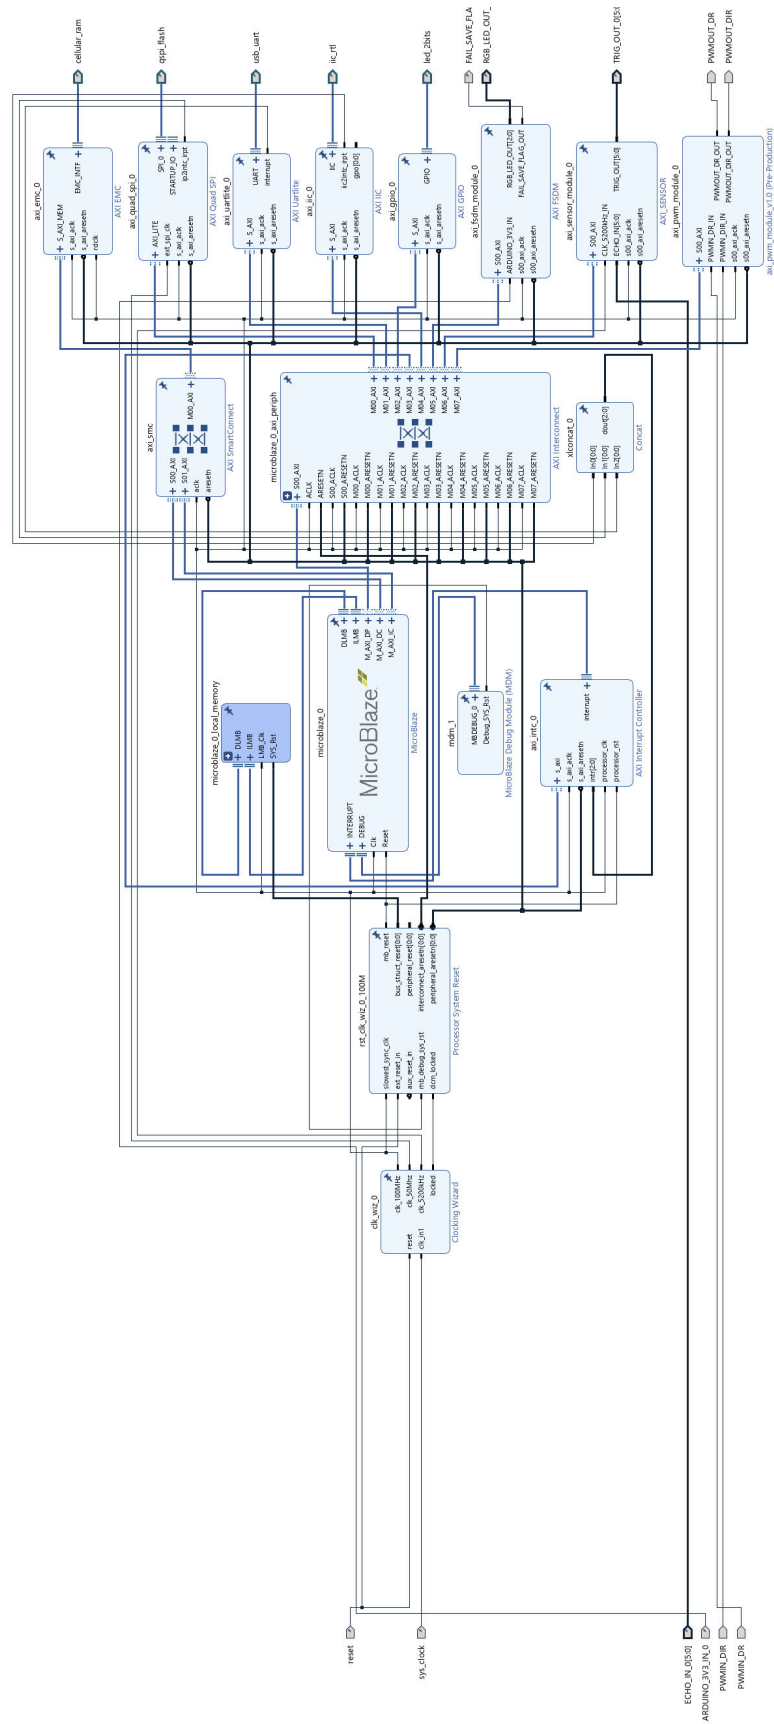 cellular_ram
qspi_flash
usb_uart
iic_rtl
led_2bits
FAIL_SAVE_FLA
RGB_LED_OUT_
TRIG_OUT_0[5:0]
PWMOUT_DR
PWMOUT_DIR
axi_emc_0
S_AXI_MEM
s_axi_aclk
s_axi_aresetn
rdclk
EMC_INTF
AXI EMC
axi_quad_spi_0
AXI_LITE
ext_spi_clk
s_axi_aclk
s_axi_aresetn
SPI_0
STARTUP_IO
ip2intc_irpt
AXI Quad SPI
axi_uartlite_0
S_AXI
s_axi_aclk
s_axi_aresetn
UART
interrupt
AXI Uartlite
axi_iic_0
S_AXI
s_axi_aclk
s_axi_aresetn
IIC
iic2intc_irpt
gpo[0:0]
AXI IIC
axi_gpio_0
S_AXI
s_axi_aclk
s_axi_aresetn
GPIO
AXI GPIO
axi_fsdm_module_0
S00_AXI
ARDUINO_3V3_IN
s00_axi_aclk
s00_axi_aresetn
RGB_LED_OUT[2:0]
FAIL_SAVE_FLAG_OUT
AXI FSDM
axi_sensor_module_0
S00_AXI
CLK_5200kHz_IN
ECHO_IN[5:0]
s00_axi_aclk
s00_axi_aresetn
TRIG_OUT[5:0]
AXI_SENSOR
axi_pwm_module_0
S00_AXI
PWMIN_DR_IN
PWMIN_DIR_IN
s00_axi_aclk
s00_axi_aresetn
PWMOUT_DR_OUT
PWMOUT_DIR_OUT
axi_pwm_module_v1.0 (Pre-Production)
axi_smc
S00_AXI
S01_AXI
aclk
aresetn
M00_AXI
AXI SmartConnect
microblaze_0_axi_periph
S00_AXI
ACLK
ARESETN
S00_ACLK
S00_ARESETN
M00_ACLK
M00_ARESETN
M01_ACLK
M01_ARESETN
M02_ACLK
M02_ARESETN
M03_ACLK
M03_ARESETN
M04_ACLK
M04_ARESETN
M05_ACLK
M05_ARESETN
M06_ACLK
M06_ARESETN
M07_ACLK
M07_ARESETN
M00_AXI
M01_AXI
M02_AXI
M03_AXI
M04_AXI
M05_AXI
M06_AXI
M07_AXI
AXI Interconnect
xlconcat_0
In0[0:0]
In1[0:0]
In2[0:0]
dout[2:0]
Concat
microblaze_0_local_memory
DLMB
ILMB
LMB_Clk
SYS_Rst
microblaze_0
INTERRUPT
DEBUG
Clk
Reset
MicroBlaze
DLMB
ILMB
M_AXI_DP
M_AXI_DC
M_AXI_IC
MicroBlaze
mdm_1
MBDEBUG_0
Debug_SYS_Rst
MicroBlaze Debug Module (MDM)
axi_intc_0
s_axi
s_axi_aclk
s_axi_aresetn
intr[2:0]
processor_clk
processor_rst
interrupt
AXI Interrupt Controller
rst_clk_wiz_0_100M
slowest_sync_clk
ext_reset_in
aux_reset_in
mb_debug_sys_rst
dcm_locked
mb_reset
bus_struct_reset[0:0]
peripheral_reset[0:0]
interconnect_aresetn[0:0]
peripheral_aresetn[0:0]
Processor System Reset
clk_wiz_0
reset
clk_in1
clk_100MHz
clk_50Mhz
clk_5200kHz
locked
Clocking Wizard
reset
sys_clock
ECHO_IN_0[5:0]
ARDUINO_3V3_IN_0
PWMIN_DIR
PWMIN_DR